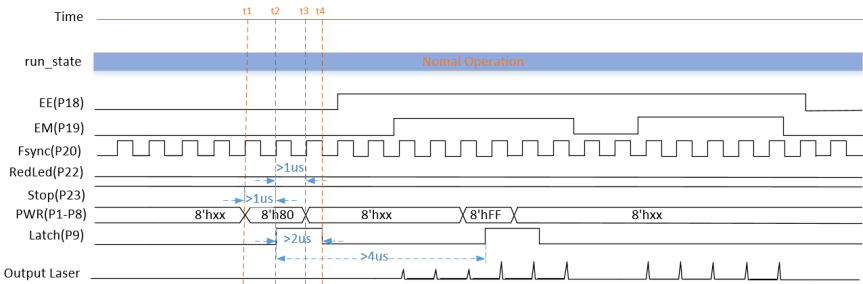 Time
t1 t2 t3 t4
run_state
Nomal Operation
EE(P18)
EM(P19)
Fsync(P20)
RedLed(P22)
>1us
Stop(P23)
>1us
PWR(P1-P8)
8'hxx 8'h80 8'hxx 8'hFF 8'hxx
Latch(P9)
>2us
>4us
Output Laser